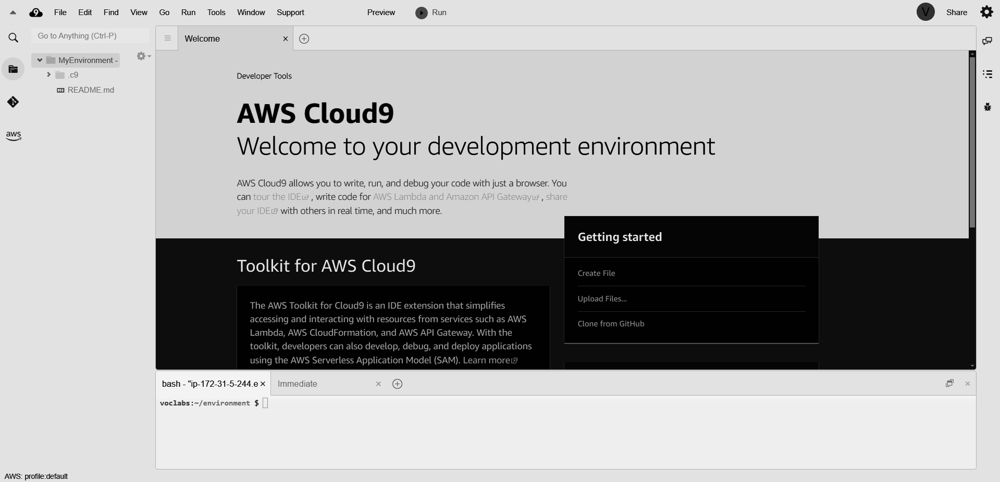 File Edit Find View Go Run Tools Window Support Preview Run V Share
Go to Anything (Ctrl-P)
MyEnvironment -
.c9
README.md
aws
Welcome
Developer Tools
AWS Cloud9
Welcome to your development environment
AWS Cloud9 allows you to write, run, and debug your code with just a browser. You
can tour the IDE , write code for AWS Lambda and Amazon API Gateway , share
your IDE with others in real time, and much more.
Getting started
Create File
Upload Files...
Clone from GitHub
Toolkit for AWS Cloud9
The AWS Toolkit for Cloud9 is an IDE extension that simplifies
accessing and interacting with resources from services such as AWS
Lambda, AWS CloudFormation, and AWS API Gateway. With the
toolkit, developers can also develop, debug, and deploy applications
using the AWS Serverless Application Model (SAM). Learn more
bash - "ip-172-31-5-244.e Immediate
voclabs:~/environment $
AWS: profile:default